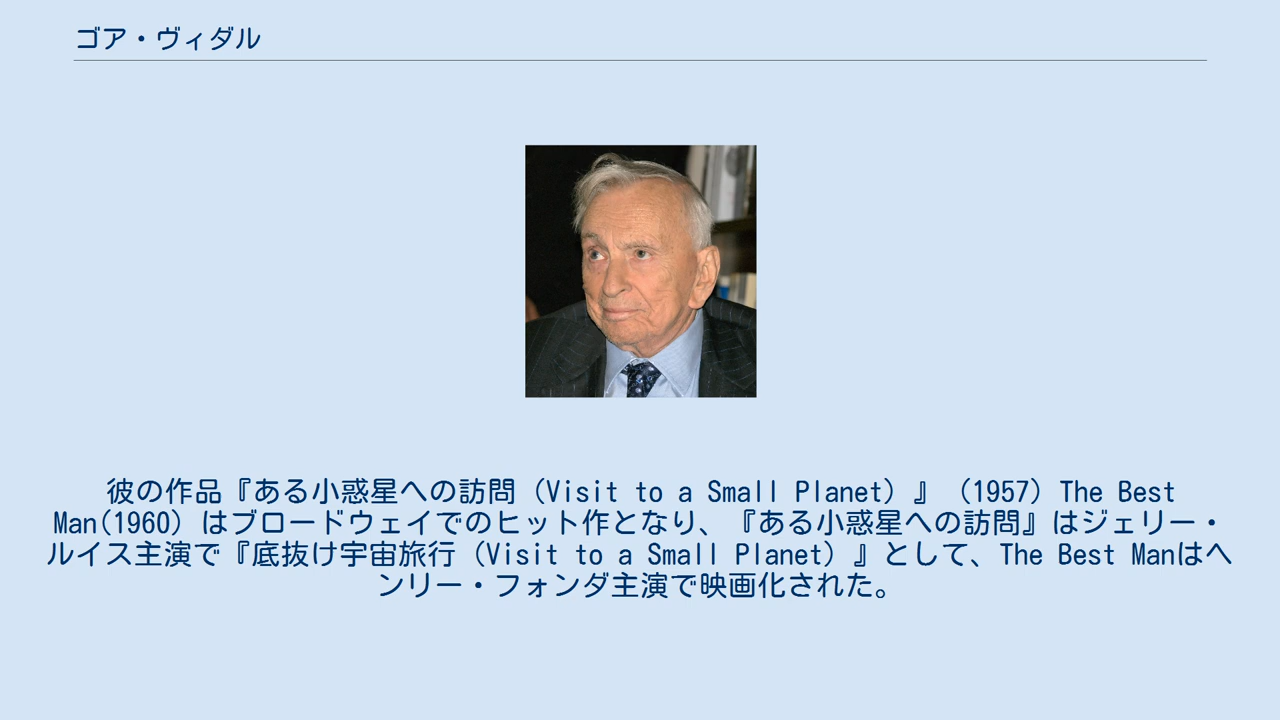 ゴア・ヴィダル
彼の作品『ある小惑星への訪問（Visit to a Small Planet）』（1957）The Best
Man(1960）はブロードウェイでのヒット作となり、『ある小惑星への訪問』はジェリー・
ルイス主演で『底抜け宇宙旅行（Visit to a Small Planet）』として、The Best Manはヘ
ンリー・フォンダ主演で映画化された。